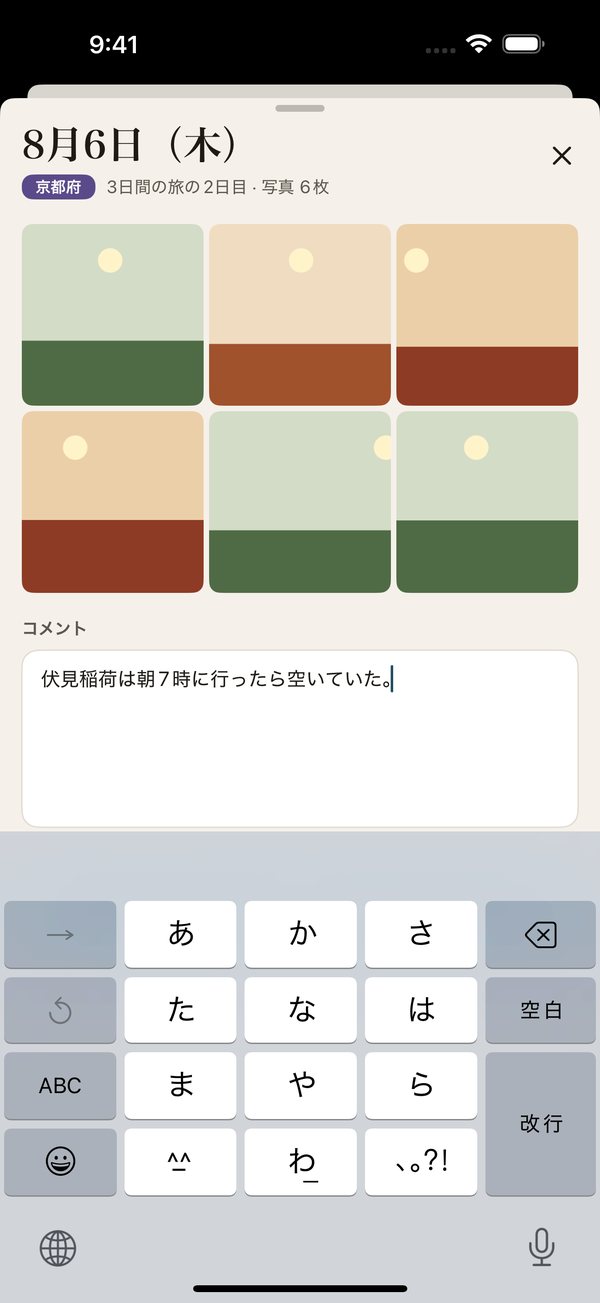 9:41
8月6日（木）
京都府 3日間の旅の2日目 · 写真 6枚
コメント
伏見稲荷は朝7時に行ったら空いていた。
→ あ か さ
た な は 空白
ABC ま や ら
改行
^^ わ 、。?!